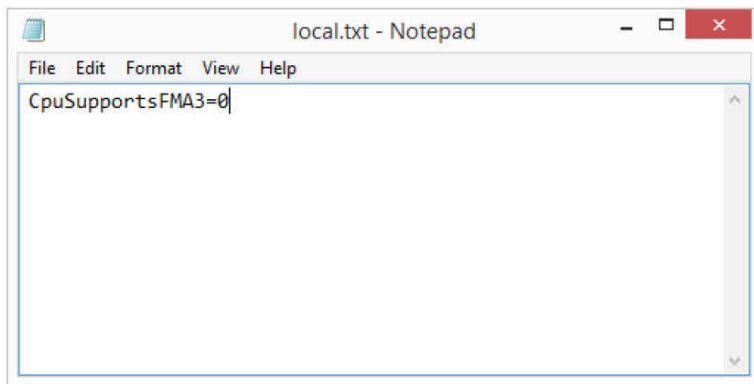 local.txt - Notepad
File Edit Format View Help
CpuSupportsFMA3=0